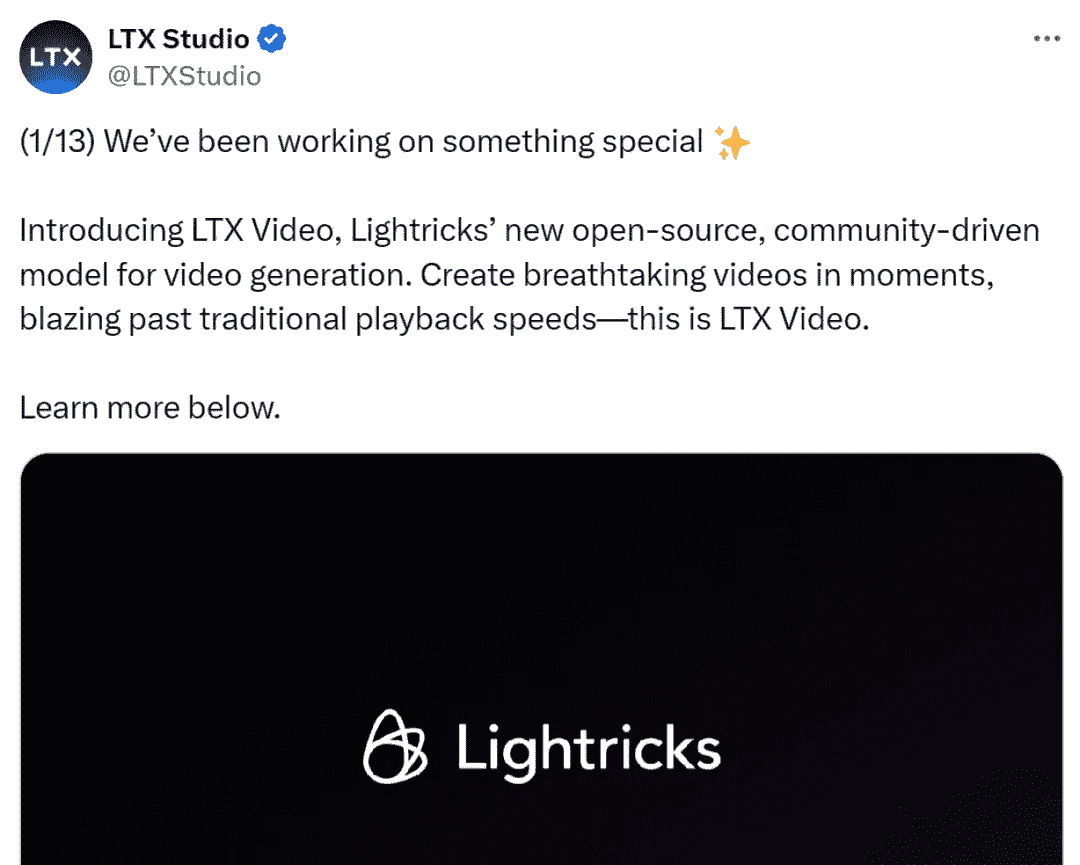 LTX
LTX Studio
@LTXStudio
(1/13) We’ve been working on something special ✨
Introducing LTX Video, Lightricks’ new open-source, community-driven
model for video generation. Create breathtaking videos in moments,
blazing past traditional playback speeds—this is LTX Video.
Learn more below.
Lightricks